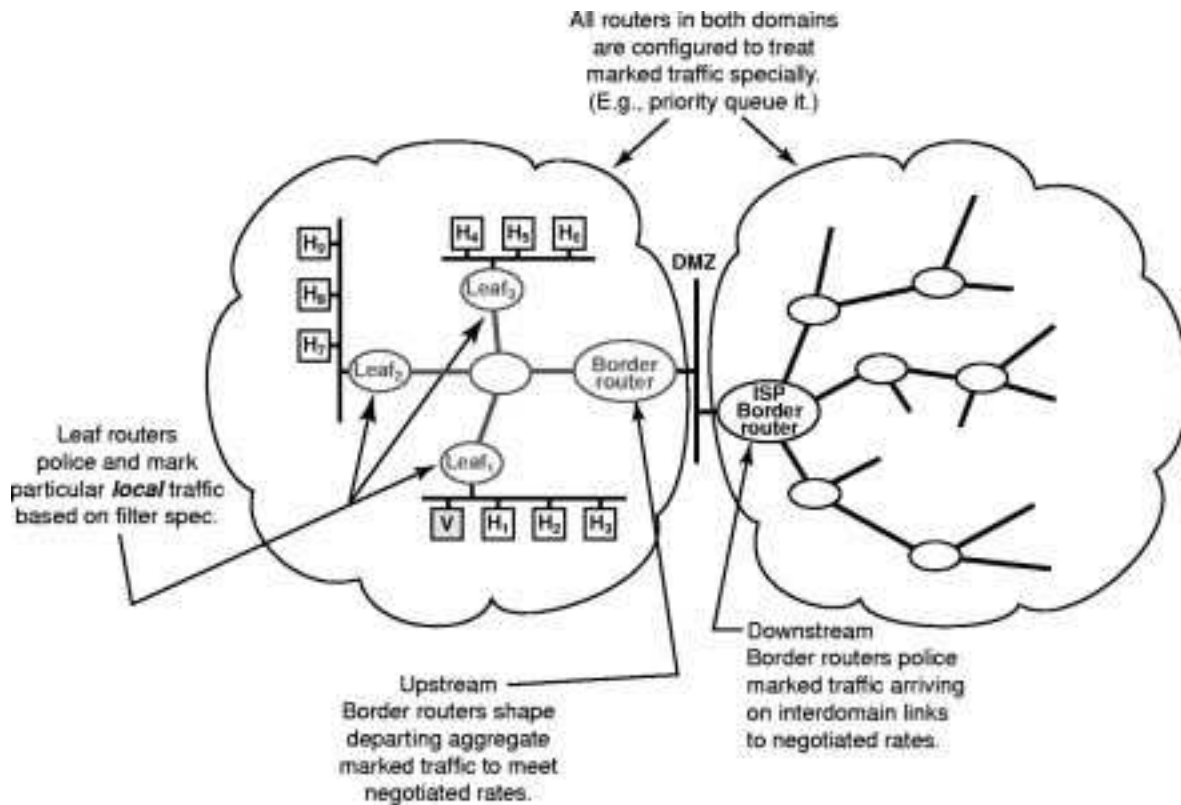 All routers in both domains
are configured to treat
marked traffic specially.
(E.g., priority queue it.)
H₉
H₈
H₇
H₄ H₅ H₆
Leaf₃
DMZ
Leaf₂
Border
router
ISP
Border
router
Leaf₁
V H₁ H₂ H₃
Leaf routers
police and mark
particular local traffic
based on filter spec.
Upstream
Border routers shape
departing aggregate
marked traffic to meet
negotiated rates.
Downstream
Border routers police
marked traffic arriving
on interdomain links
to negotiated rates.